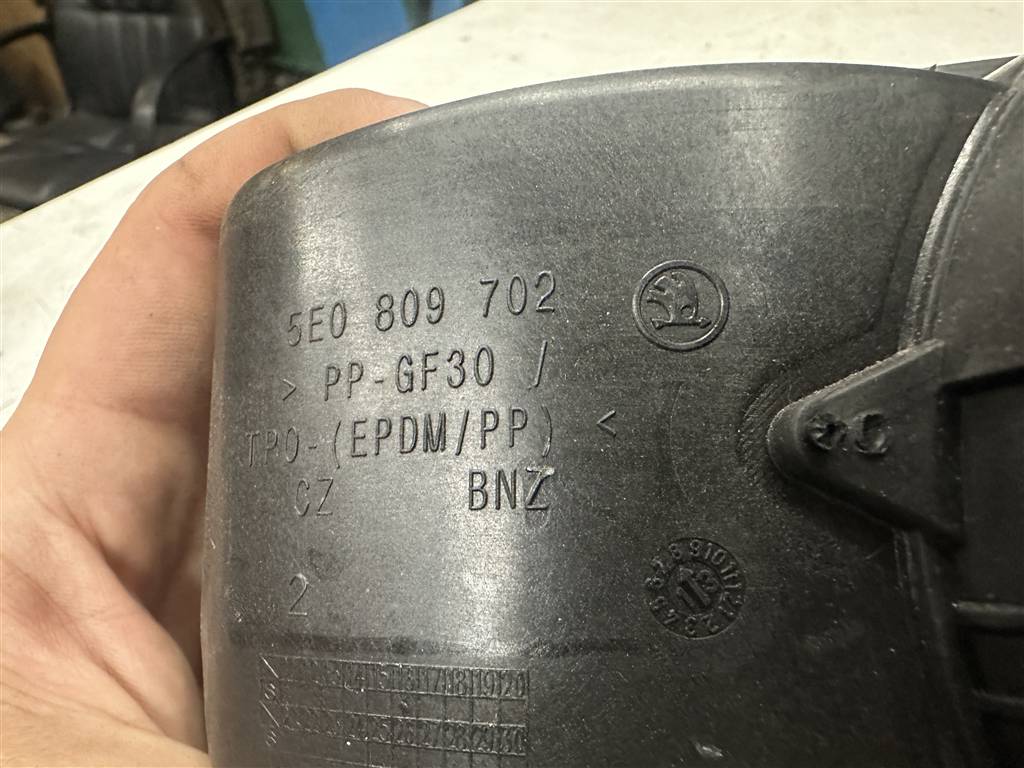 5E0 809 702
> PP-GF30 /
TPO-(EPDM/PP) <
CZ BNZ
2